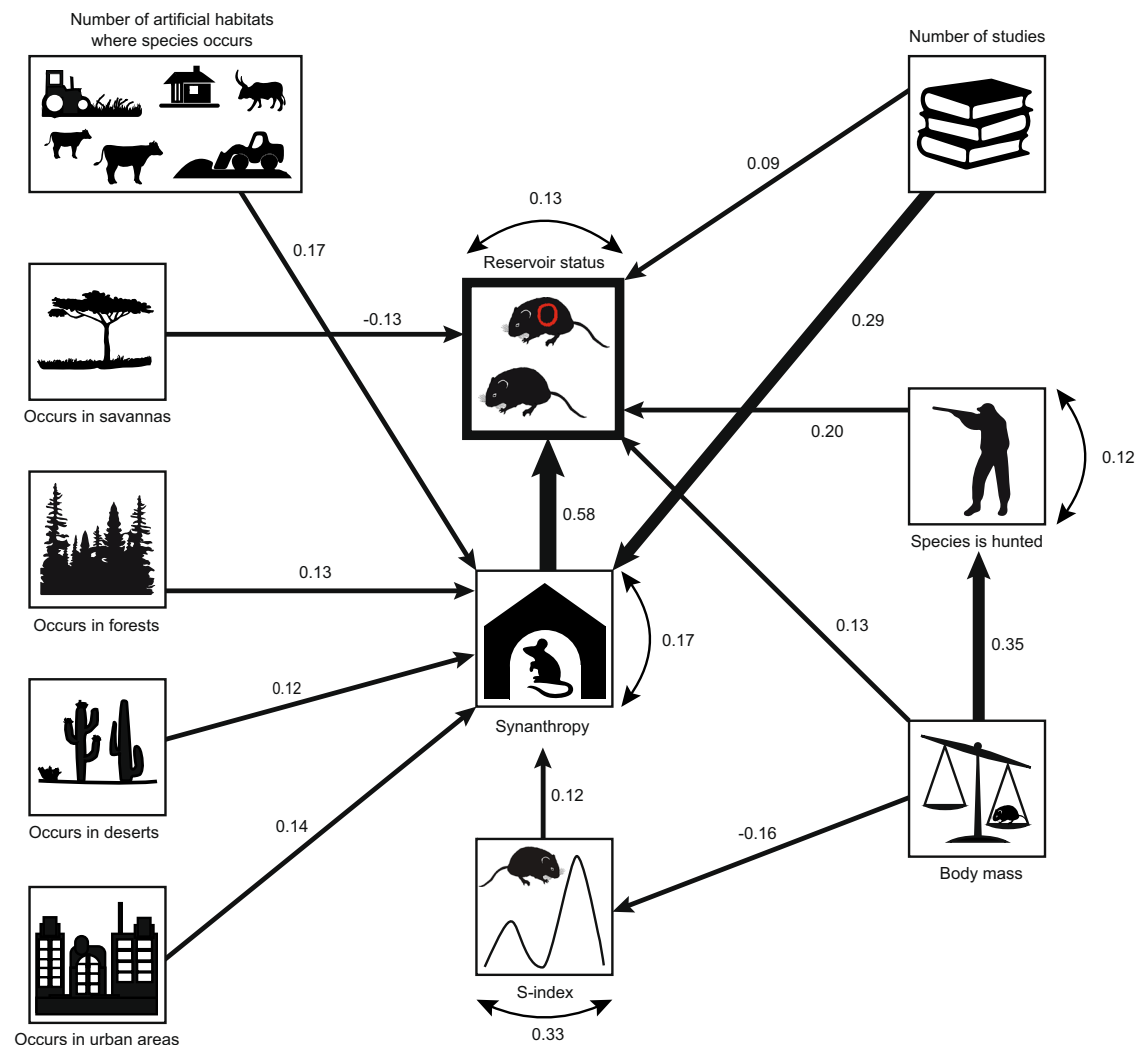 Number of artificial habitats
where species occurs
Number of studies
0.09
0.13
0.17
Reservoir status
-0.13
0.29
Occurs in savannas
0.20
0.12
0.58
Species is hunted
0.13
Occurs in forests
0.13
0.17
0.35
0.12
Synanthropy
Occurs in deserts
0.12
0.14
-0.16
Body mass
S-index
0.33
Occurs in urban areas